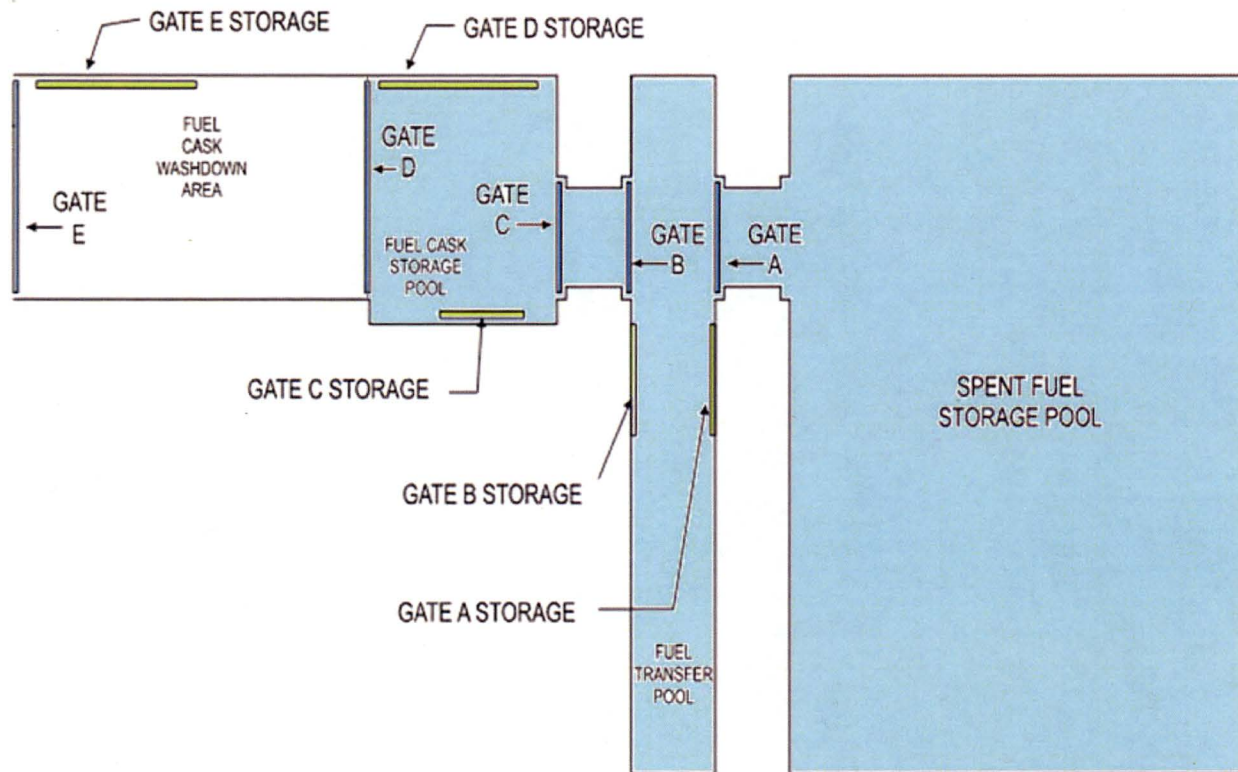 GATE E STORAGE
GATE D STORAGE
FUEL
CASK
WASHDOWN
AREA
GATE
E
GATE
D
GATE
C
FUEL CASK
STORAGE
POOL
GATE
B
GATE
A
GATE C STORAGE
SPENT FUEL
STORAGE POOL
GATE B STORAGE
GATE A STORAGE
FUEL
TRANSFER
POOL